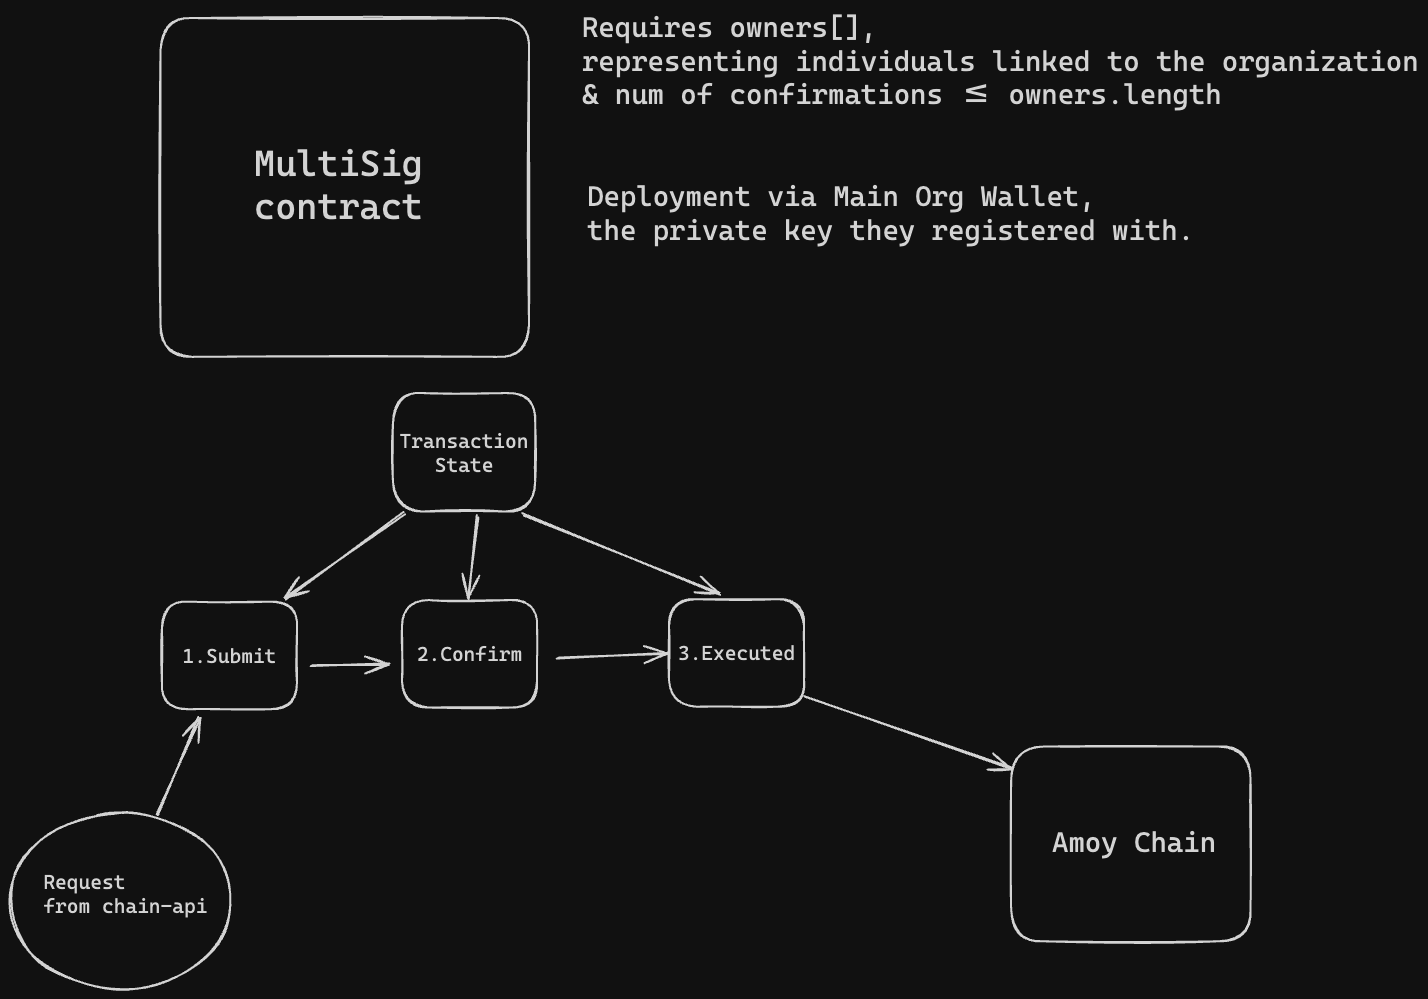 Requires owners[],
representing individuals linked to the organization
& num of confirmations ≤ owners.length
MultiSig
contract
Deployment via Main Org Wallet,
the private key they registered with.
Transaction
State
1.Submit
2.Confirm
3.Executed
Amoy Chain
Request
from chain-api